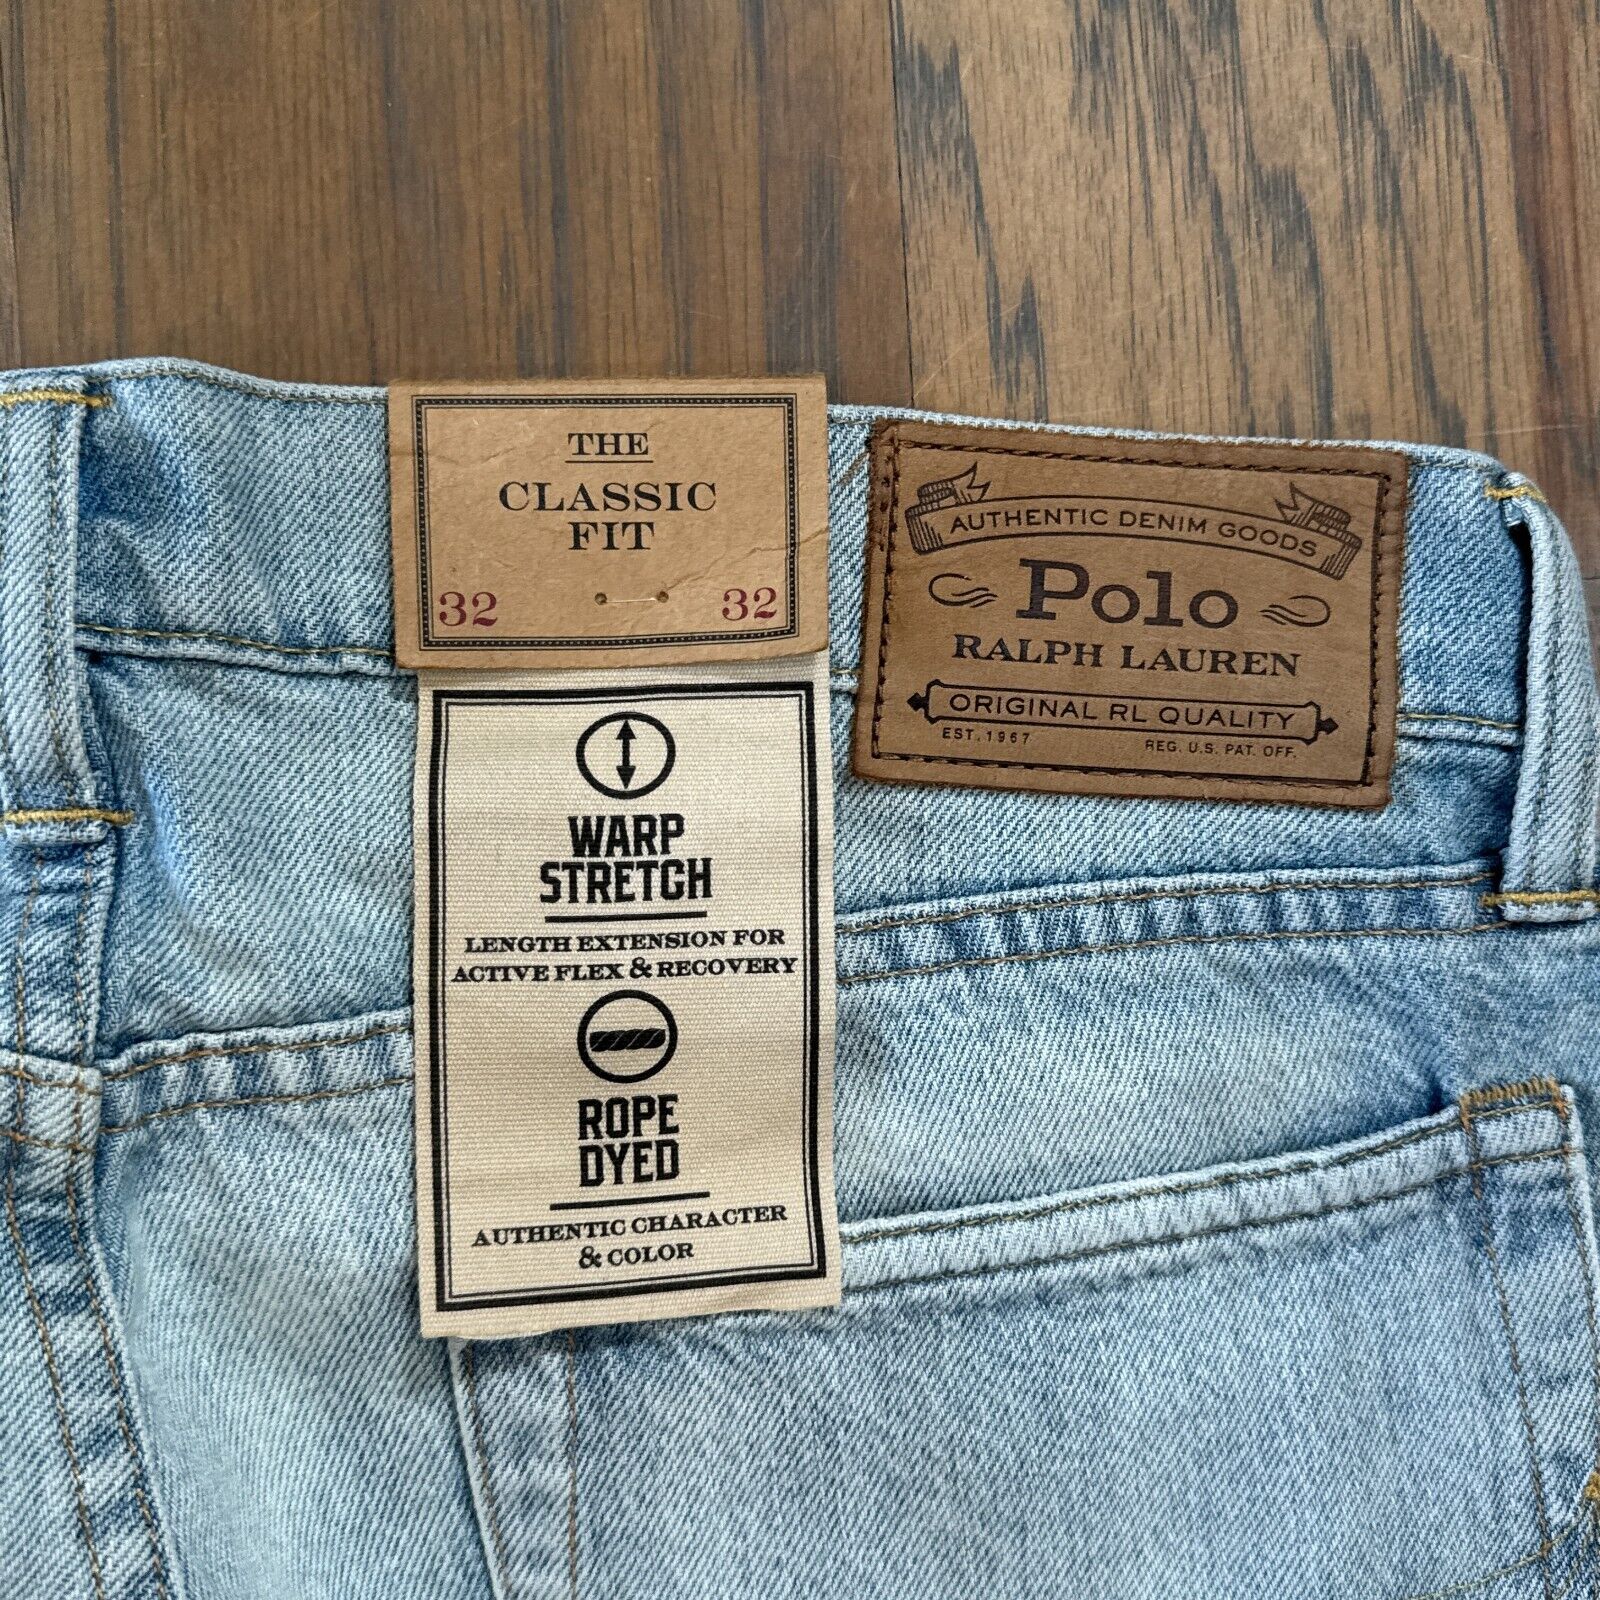 THE
CLASSIC
FIT
32 32
WARP
STRETCH
LENGTH EXTENSION FOR
ACTIVE FLEX & RECOVERY
ROPE
DYED
AUTHENTIC CHARACTER
& COLOR
AUTHENTIC DENIM GOODS
Polo
RALPH LAUREN
ORIGINAL RL QUALITY
EST. 1967 REG. U.S. PAT. OFF.